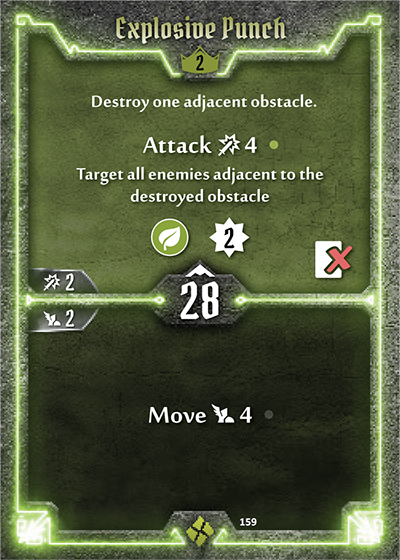 Explosive Punch
2
Destroy one adjacent obstacle.
Attack 4
Target all enemies adjacent to the
destroyed obstacle
2
2
28
2
Move 4
159